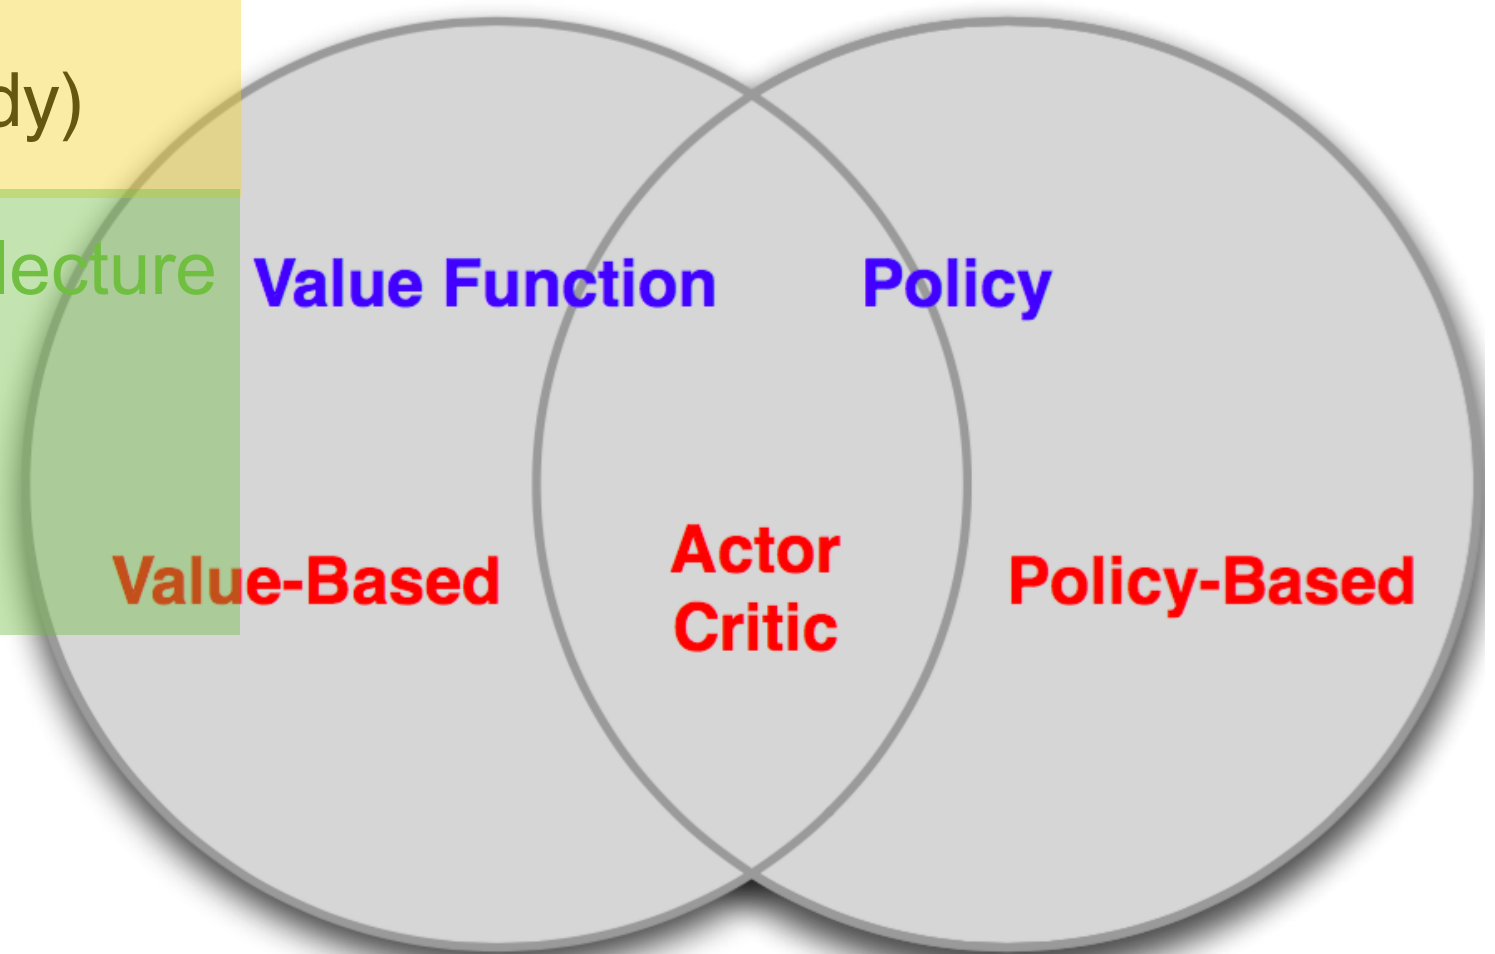 dy)
lecture
Value Function
Policy
Value-Based
Actor
Critic
Policy-Based